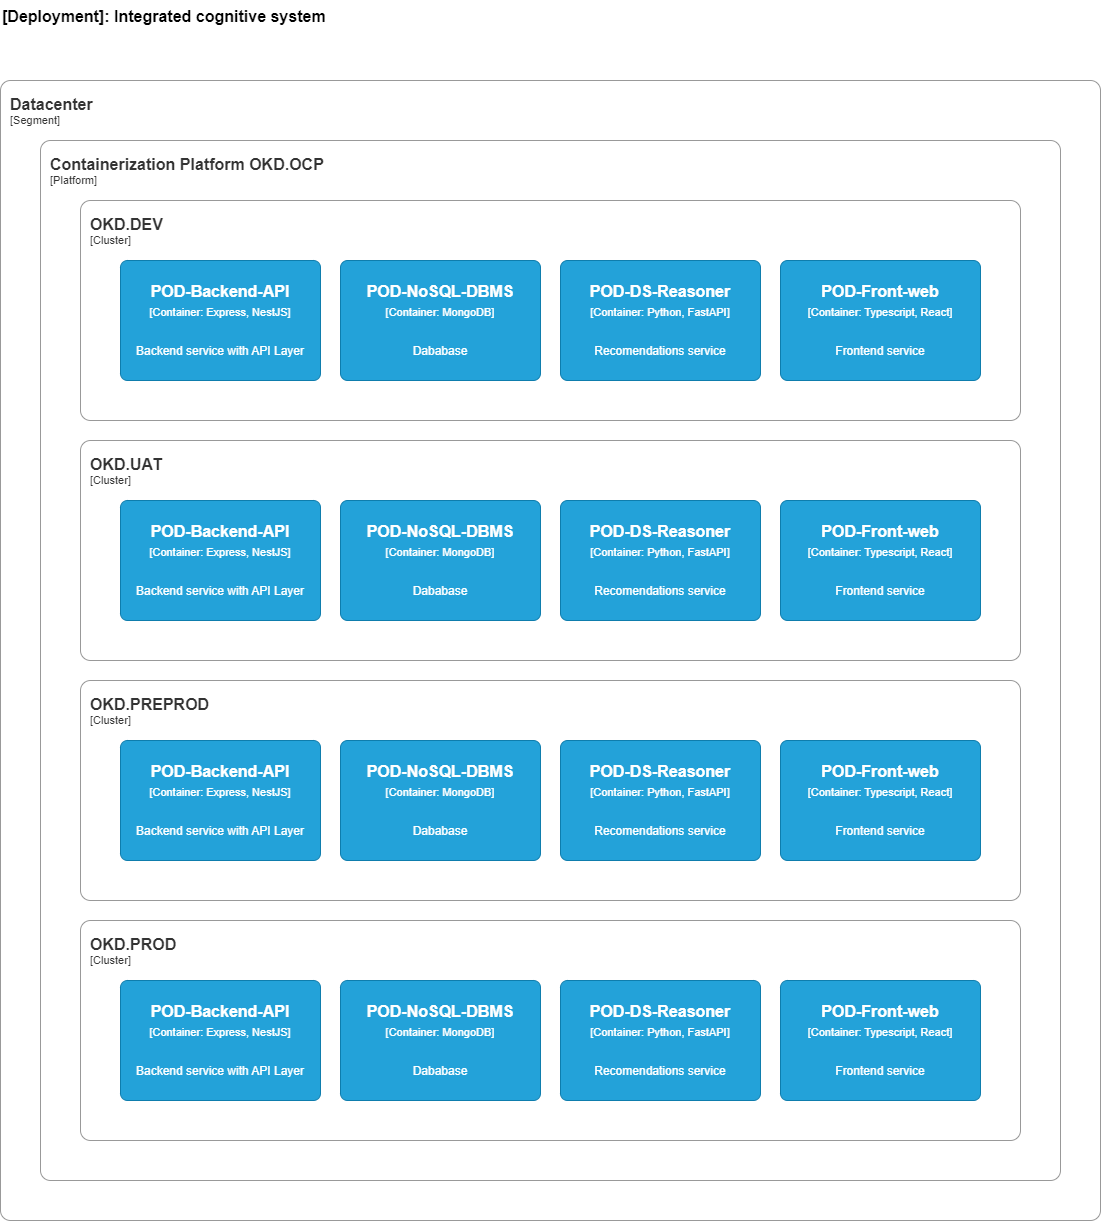 [Deployment]: Integrated cognitive system
Datacenter
[Segment]
Containerization Platform OKD.OCP
[Platform]
OKD.DEV
[Cluster]
POD-Backend-API
[Container: Express, NestJS]
Backend service with API Layer
POD-NoSQL-DBMS
[Container: MongoDB]
Dababase
POD-DS-Reasoner
[Container: Python, FastAPI]
Recomendations service
POD-Front-web
[Container: Typescript, React]
Frontend service
OKD.UAT
[Cluster]
POD-Backend-API
[Container: Express, NestJS]
Backend service with API Layer
POD-NoSQL-DBMS
[Container: MongoDB]
Dababase
POD-DS-Reasoner
[Container: Python, FastAPI]
Recomendations service
POD-Front-web
[Container: Typescript, React]
Frontend service
OKD.PREPROD
[Cluster]
POD-Backend-API
[Container: Express, NestJS]
Backend service with API Layer
POD-NoSQL-DBMS
[Container: MongoDB]
Dababase
POD-DS-Reasoner
[Container: Python, FastAPI]
Recomendations service
POD-Front-web
[Container: Typescript, React]
Frontend service
OKD.PROD
[Cluster]
POD-Backend-API
[Container: Express, NestJS]
Backend service with API Layer
POD-NoSQL-DBMS
[Container: MongoDB]
Dababase
POD-DS-Reasoner
[Container: Python, FastAPI]
Recomendations service
POD-Front-web
[Container: Typescript, React]
Frontend service